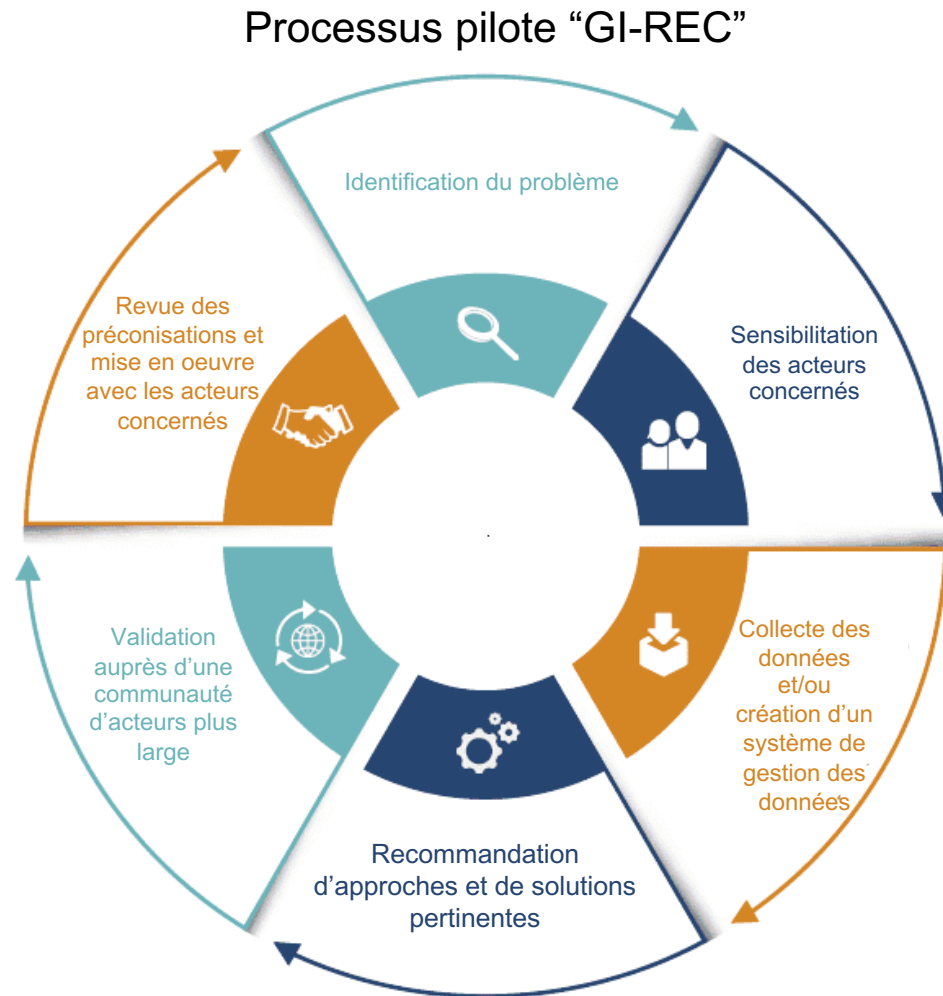 Processus pilote “GI-REC”
Identification du problème
Sensibilitation
des acteurs
concernés
Collecte des
données
et/ou
création d’un
système de
gestion des
données
Recommandation
d’approches et de solutions
pertinentes
Validation
auprès d’une
communauté
d’acteurs plus
large
Revue des
préconisations et
mise en oeuvre
avec les acteurs
concernés